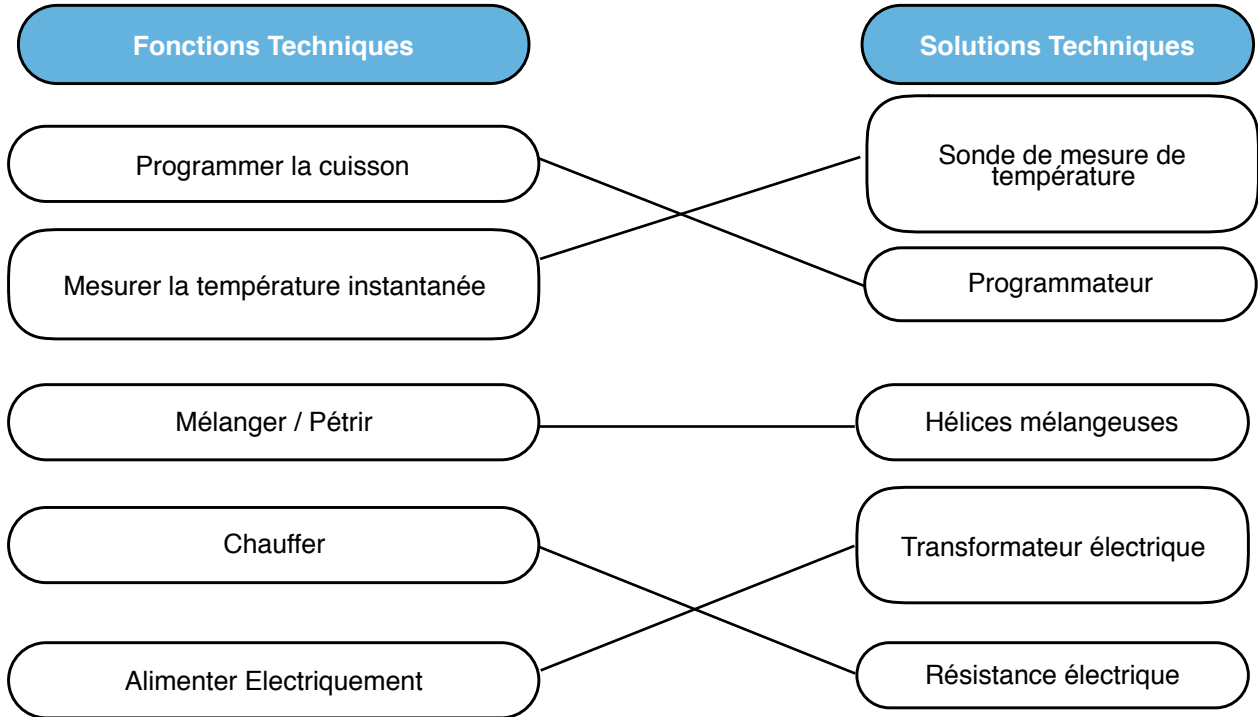 Fonctions Techniques
Solutions Techniques
Programmer la cuisson
Sonde de mesure de
température
Mesurer la température instantanée
Programmateur
Mélanger / Pétrir
Hélices mélangeuses
Chauffer
Transformateur électrique
Alimenter Electriquement
Résistance électrique